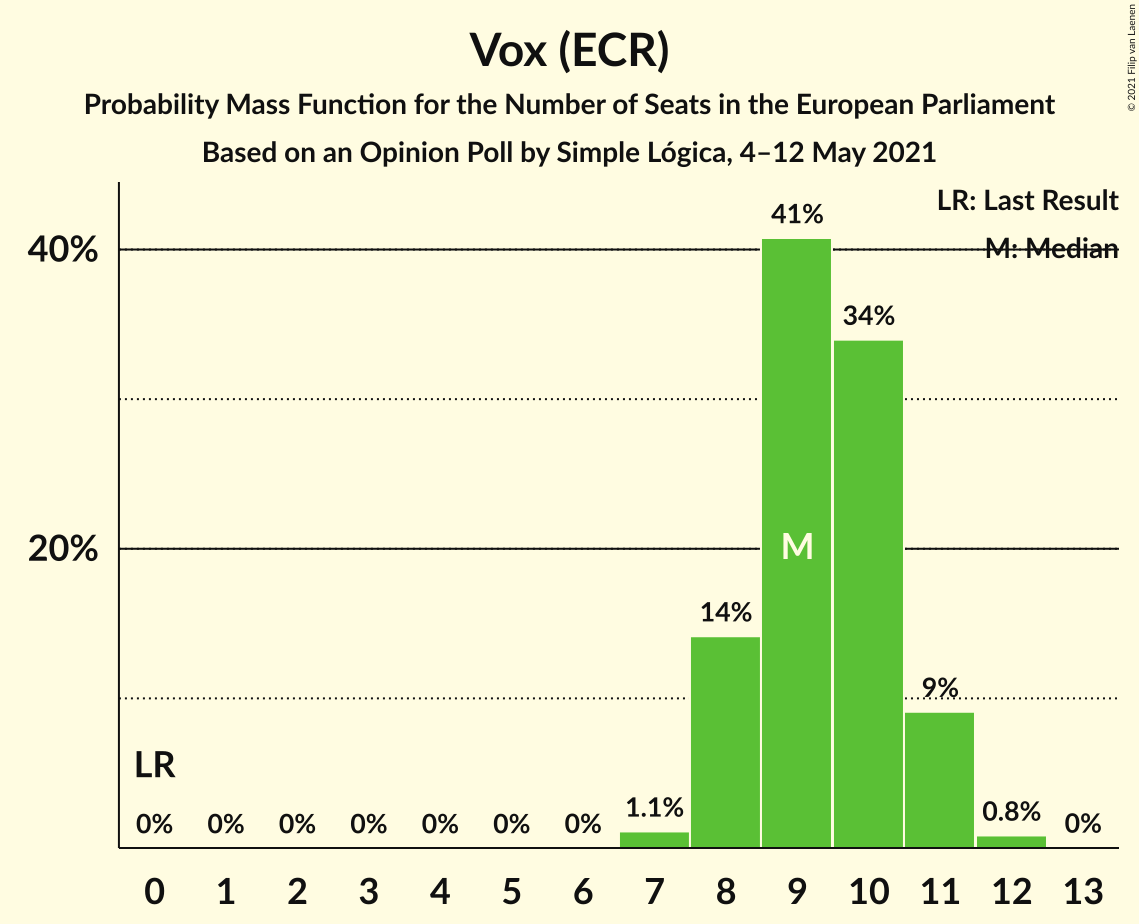 Vox (ECR)
Probability Mass Function for the Number of Seats in the European Parliament
Based on an Opinion Poll by Simple Lógica, 4–12 May 2021
© 2021 Filip van Laenen
LR: Last Result
M: Median
40%
20%
41%
34%
M
14%
9%
LR
0% 0% 0% 0% 0% 0% 0% 1.1% 0.8% 0%
0 1 2 3 4 5 6 7 8 9 10 11 12 13